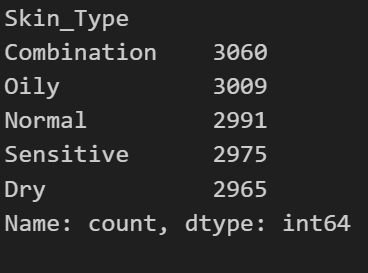 Skin_Type
Combination    3060
Oily           3009
Normal         2991
Sensitive      2975
Dry            2965
Name: count, dtype: int64